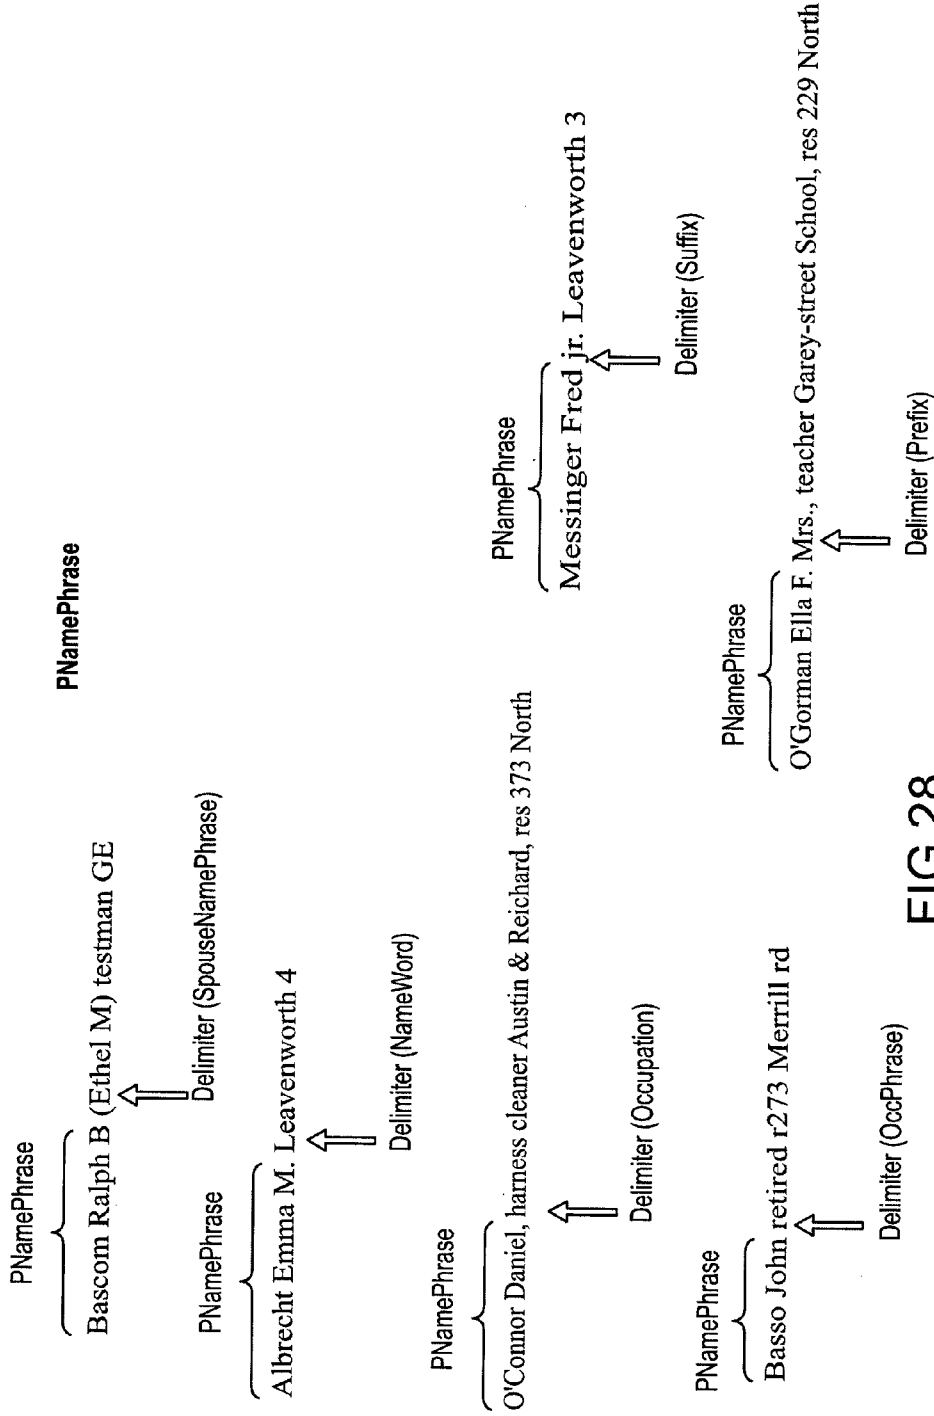 PNamePhrase
PNamePhrase
Bascom Ralph B (Ethel M) testman GE
Delimiter (SpouseNamePhrase)
PNamePhrase
Albrecht Emma M. Leavenworth 4
Delimiter (NameWord)
PNamePhrase
O'Connor Daniel, harness cleaner Austin & Reichard, res 373 North
Delimiter (Occupation)
PNamePhrase
Messinger Fred jr. Leavenworth 3
Delimiter (Suffix)
PNamePhrase
Basso John retired r273 Merrill rd
Delimiter (OccPhrase)
PNamePhrase
O'Gorman Ella F. Mrs., teacher Garey-street School, res 229 North
Delimiter (Prefix)
FIG 28